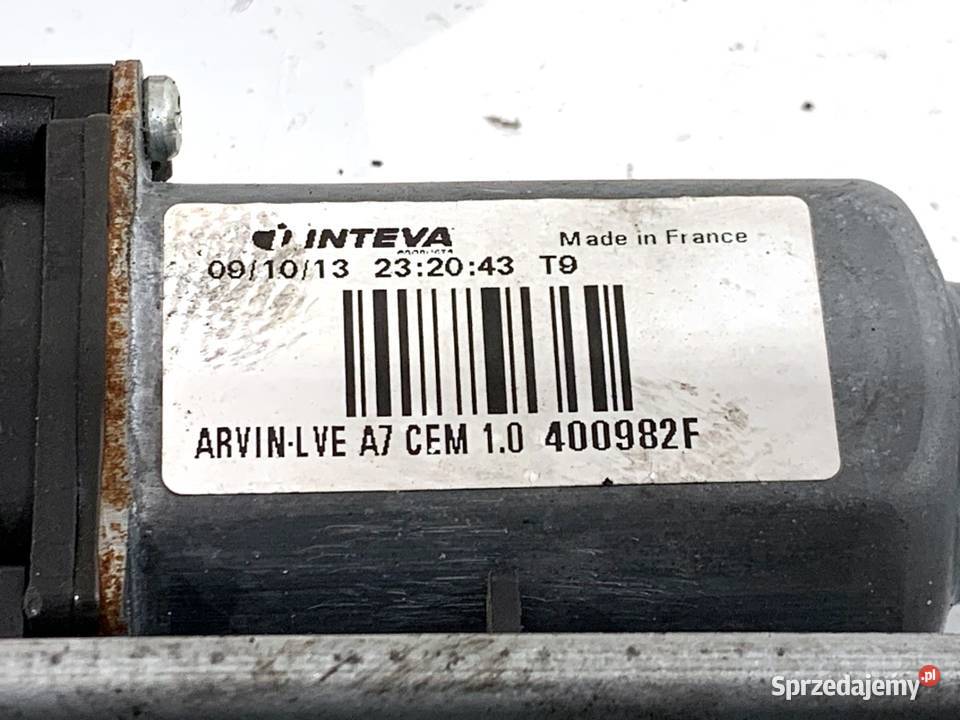 INTEVA
PRODUCTS
Made in France
09/10/13 23:20:43 T9
ARVIN-LVE A7 CEM 1.0 400982F
Sprzedajemy.pl